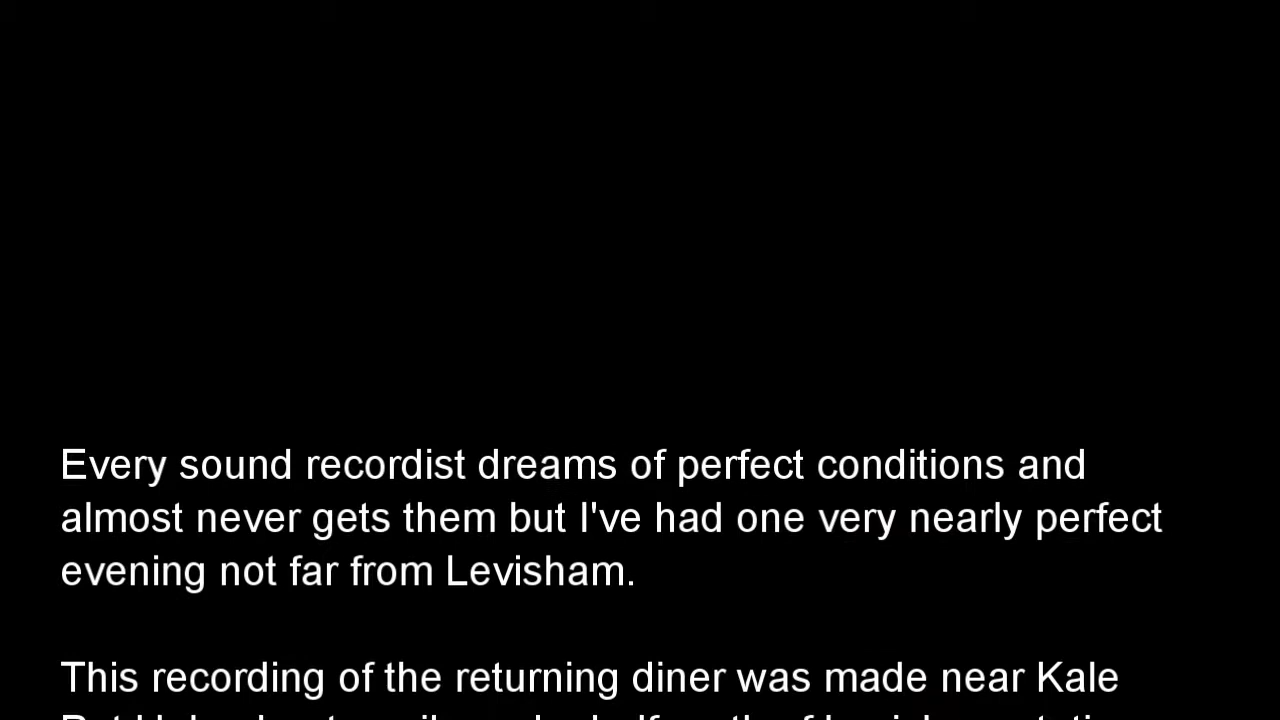 Every sound recordist dreams of perfect conditions and
almost never gets them but I've had one very nearly perfect
evening not far from Levisham.
This recording of the returning diner was made near Kale